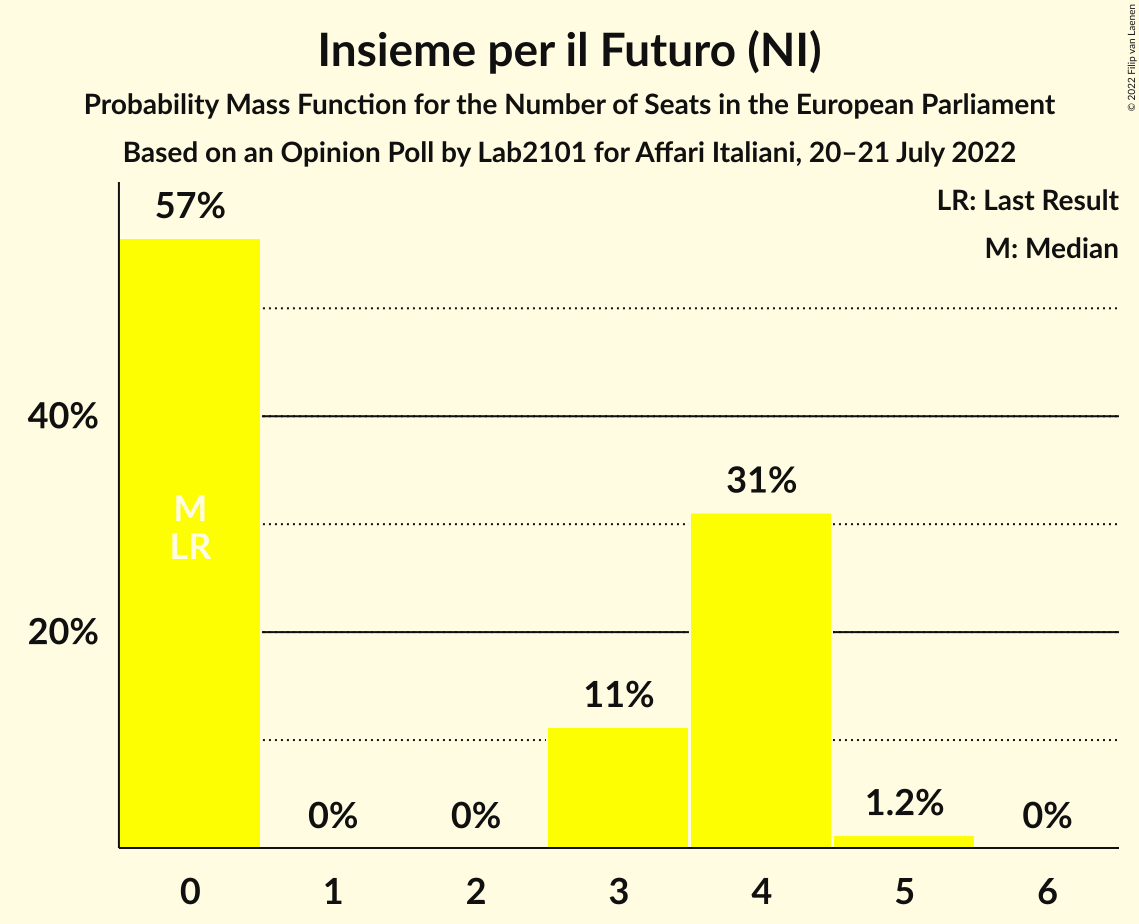 Insieme per il Futuro (NI)
Probability Mass Function for the Number of Seats in the European Parliament
Based on an Opinion Poll by Lab2101 for Affari Italiani, 20–21 July 2022
© 2022 Filip van Laenen
LR: Last Result
M: Median
57%
40%
31%
M
LR
20%
11%
1.2%
0%
0%
0%
0 1 2 3 4 5 6